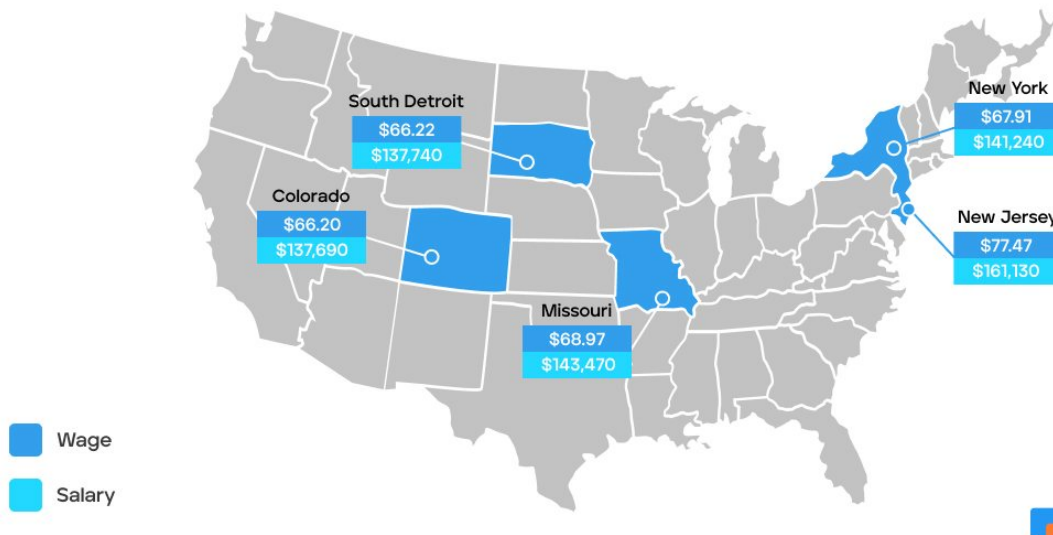 South Detroit
$66.22
$137,740
Colorado
$66.20
$137,690
Missouri
$68.97
$143,470
New York
$67.91
$141,240
New Jersey
$77.47
$161,130
Wage
Salary